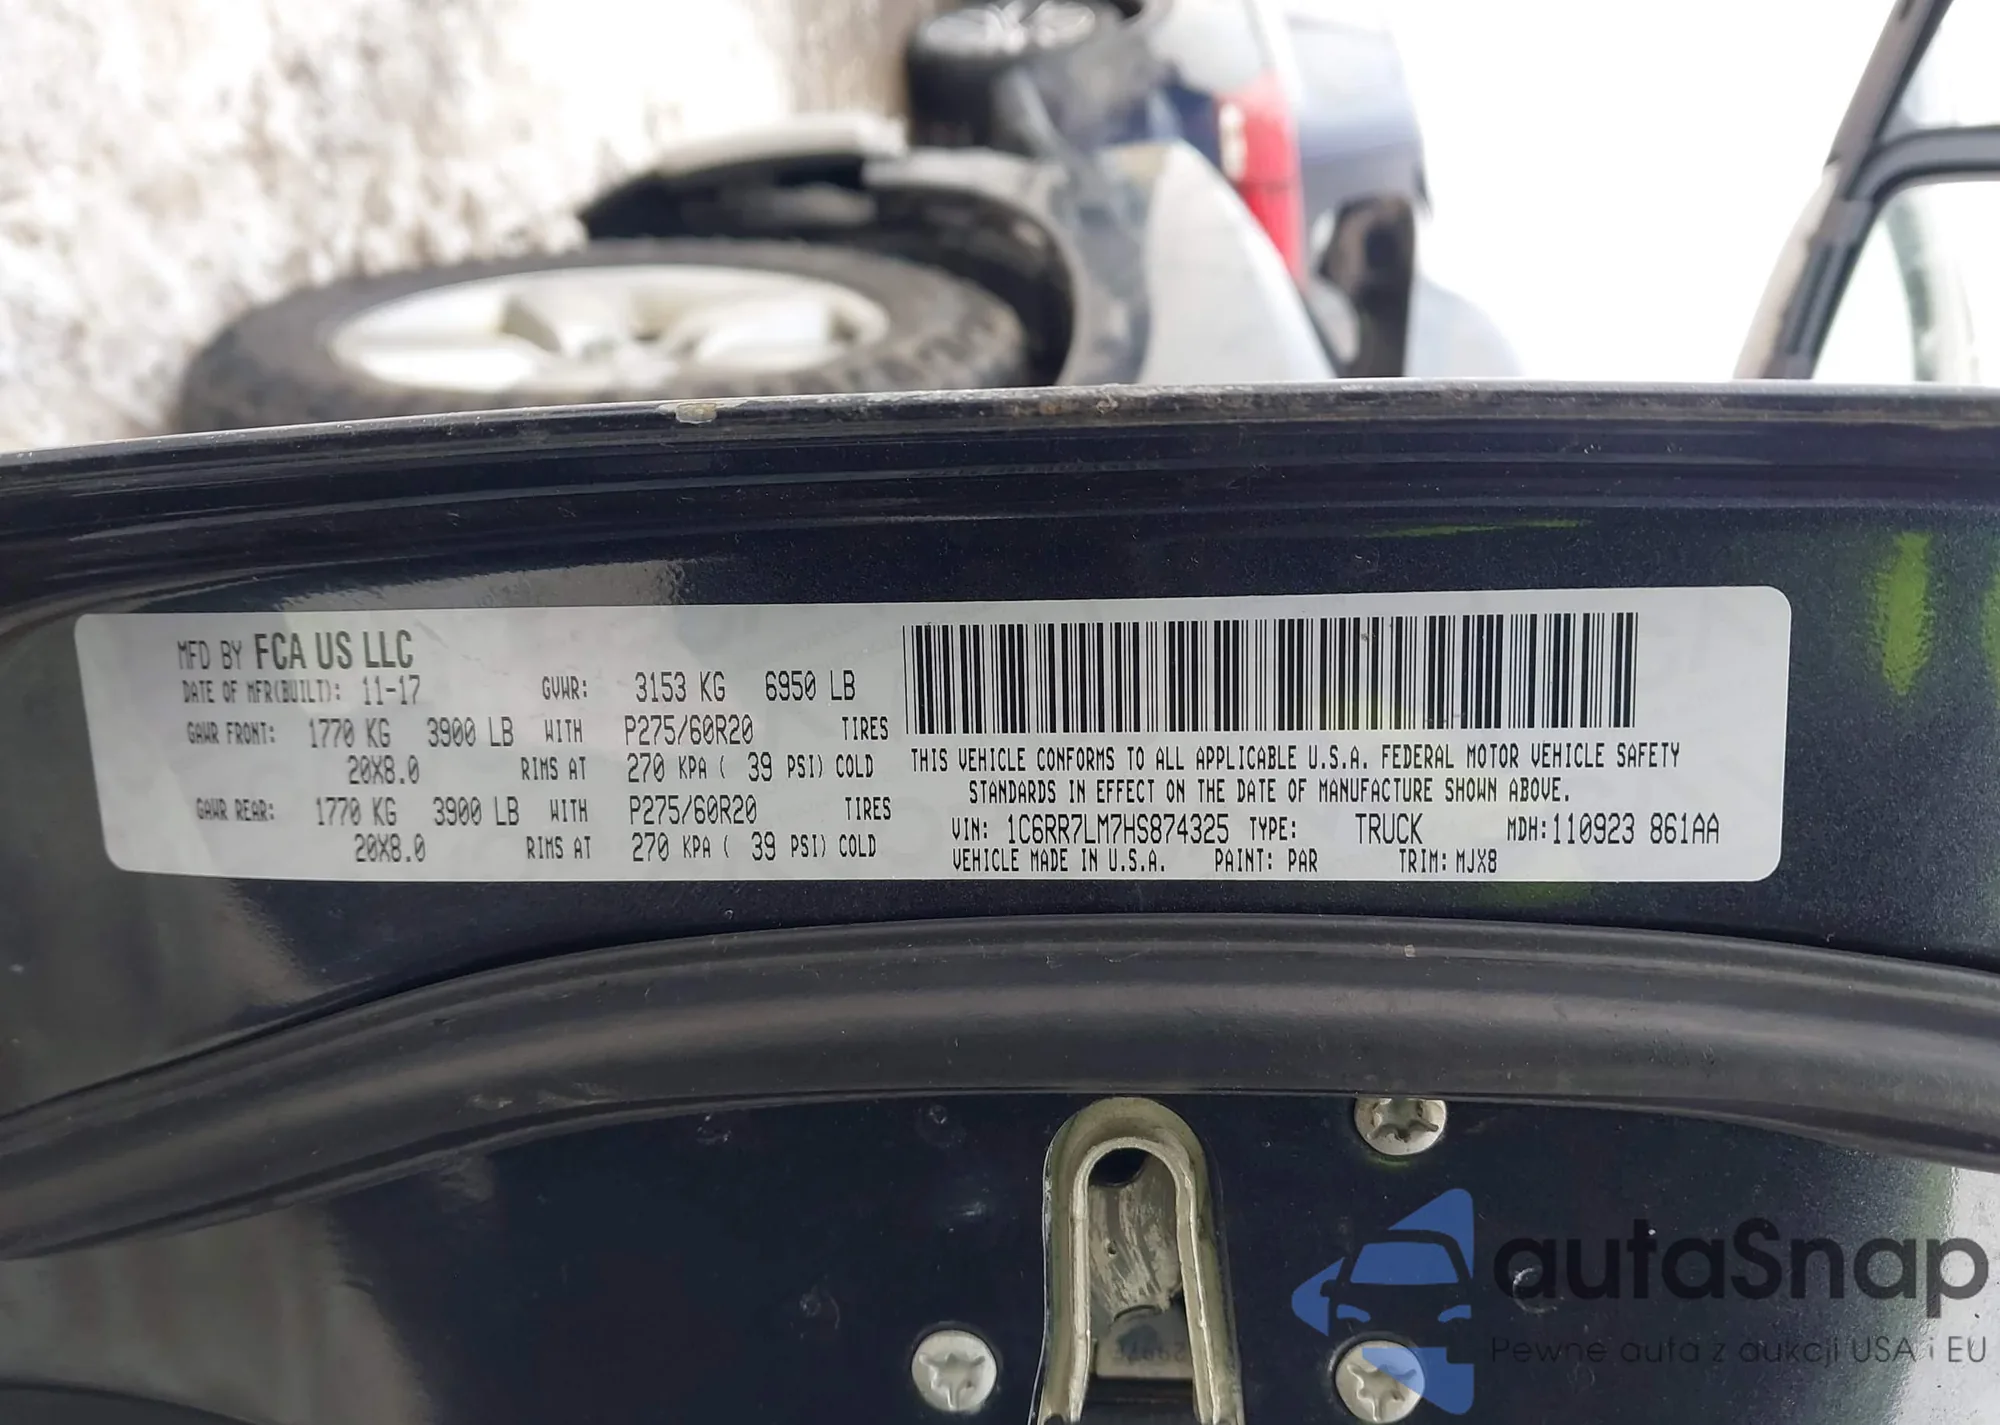 MFD BY FCA US LLC
DATE OF MFR(BUILT): 11-17 GVWR: 3153 KG 6950 LB
GAWR FRONT: 1770 KG 3900 LB WITH P275/60R20 TIRES
20X8.0 RIMS AT 270 KPA ( 39 PSI) COLD
GAWR REAR: 1770 KG 3900 LB WITH P275/60R20 TIRES
20X8.0 RIMS AT 270 KPA ( 39 PSI) COLD
THIS VEHICLE CONFORMS TO ALL APPLICABLE U.S.A. FEDERAL MOTOR VEHICLE SAFETY
STANDARDS IN EFFECT ON THE DATE OF MANUFACTURE SHOWN ABOVE.
VIN: 1C6RR7LM7HS874325 TYPE: TRUCK MDH:110923 861AA
VEHICLE MADE IN U.S.A. PAINT: PAR TRIM: MJX8
autaSnap
Pewne auta z aukcji USA i EU